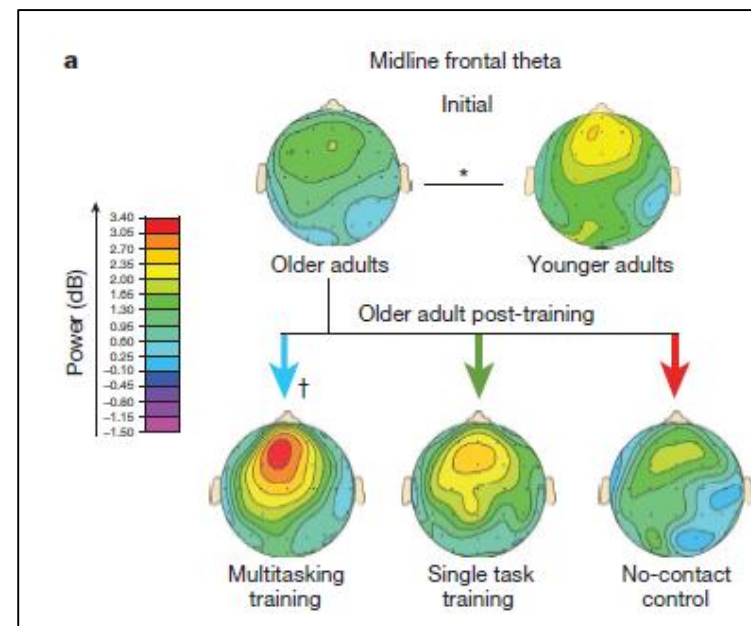 a
Midline frontal theta
Initial
*
Older adults
Younger adults
Power (dB)
3.40
3.05
2.70
2.35
2.00
1.65
1.30
0.95
0.60
0.25
−0.10
−0.45
−0.80
−1.15
−1.50
Older adult post-training
†
Multitasking
training
Single task
training
No-contact
control